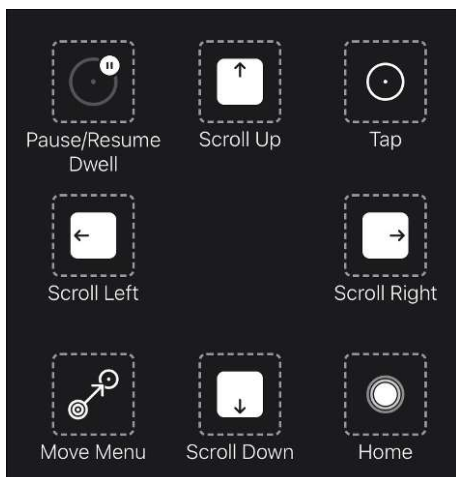 Pause/Resume
Dwell
Scroll Up
Tap
Scroll Left
Scroll Right
Move Menu
Scroll Down
Home